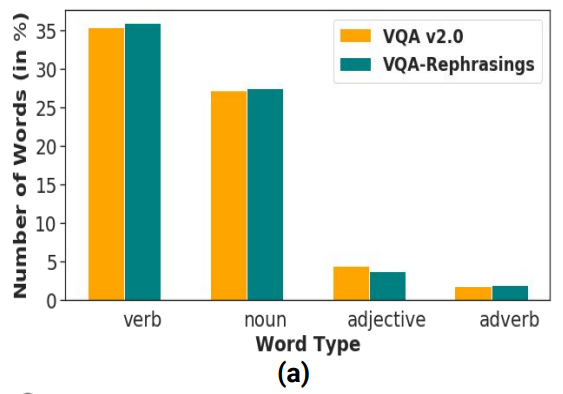 Number of Words (in %)
35
30
25
20
15
10
5
0
VQA v2.0
VQA-Rephrasings
verb noun adjective adverb
Word Type
(a)